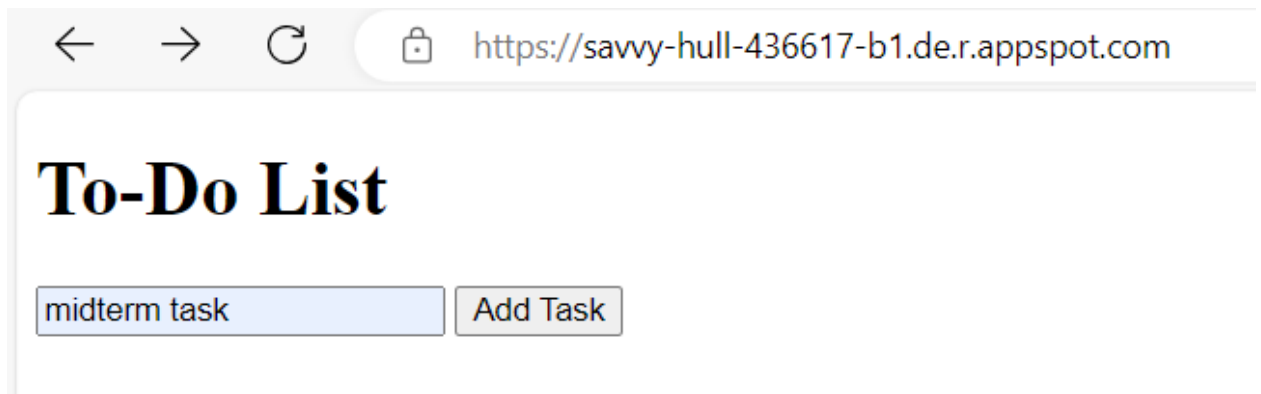 https://savvy-hull-436617-b1.de.r.appspot.com
To-Do List
midterm task Add Task